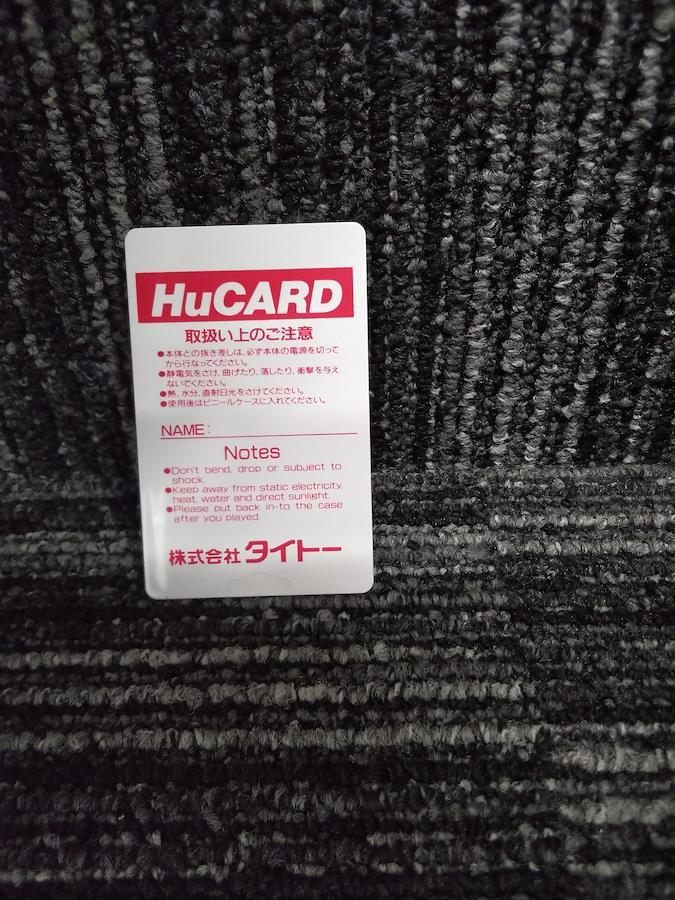 HuCARD
取扱い上のご注意
●本体との抜き差しは、必ず本体の電源を切って
から行なってください。
●静電気をさけ、曲げたり、落したり、衝撃を与え
ないでください。
●熱、水分、直射日光をさけてください。
●使用後はビニールケースに入れてください。
NAME:
Notes
●Don't bend, drop or subject to
shock.
●Keep away from static electricity,
heat, water and direct sunlight.
●Please put back in-to the case
after you played.
株式会社 タイトー